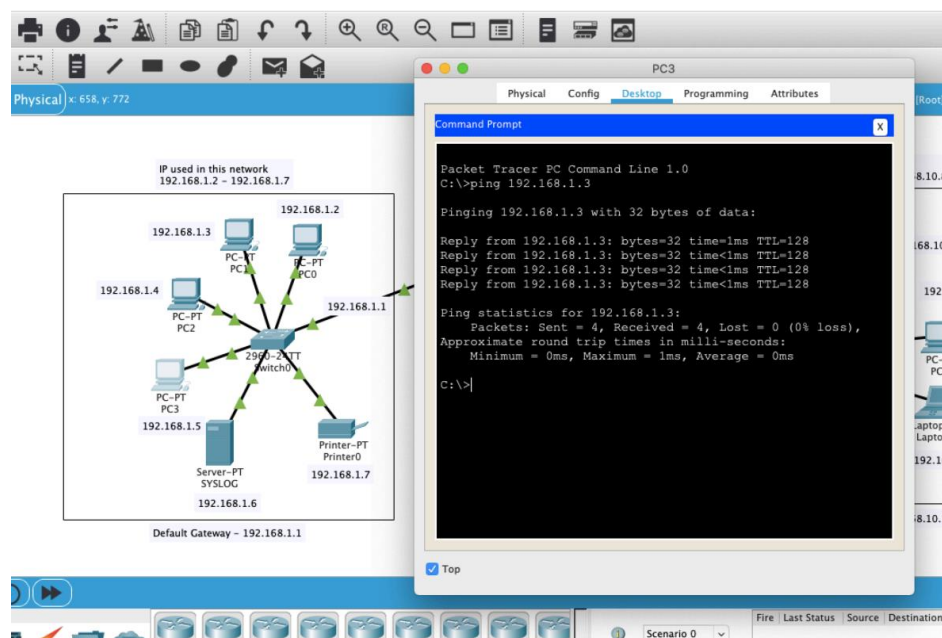 PC3
Physical
x: 658, y: 772
Physical Config Desktop Programming Attributes
[Root]
Command Prompt
X
Packet Tracer PC Command Line 1.0
C:\>ping 192.168.1.3
Pinging 192.168.1.3 with 32 bytes of data:
Reply from 192.168.1.3: bytes=32 time=1ms TTL=128
Reply from 192.168.1.3: bytes=32 time<1ms TTL=128
Reply from 192.168.1.3: bytes=32 time<1ms TTL=128
Reply from 192.168.1.3: bytes=32 time<1ms TTL=128
Ping statistics for 192.168.1.3:
Packets: Sent = 4, Received = 4, Lost = 0 (0% loss),
Approximate round trip times in milli-seconds:
Minimum = 0ms, Maximum = 1ms, Average = 0ms
C:\>
Top
IP used in this network
192.168.1.2 - 192.168.1.7
192.168.1.2
192.168.1.3
PC-PT
PC1
PC-PT
PC0
192.168.1.4
192.168.1.1
PC-PT
PC2
2960-24TT
Switch0
PC-PT
PC3
192.168.1.5
Server-PT
SYSLOG
192.168.1.6
Printer-PT
Printer0
192.168.1.7
Default Gateway - 192.168.1.1
Scenario 0
Fire Last Status Source Destination